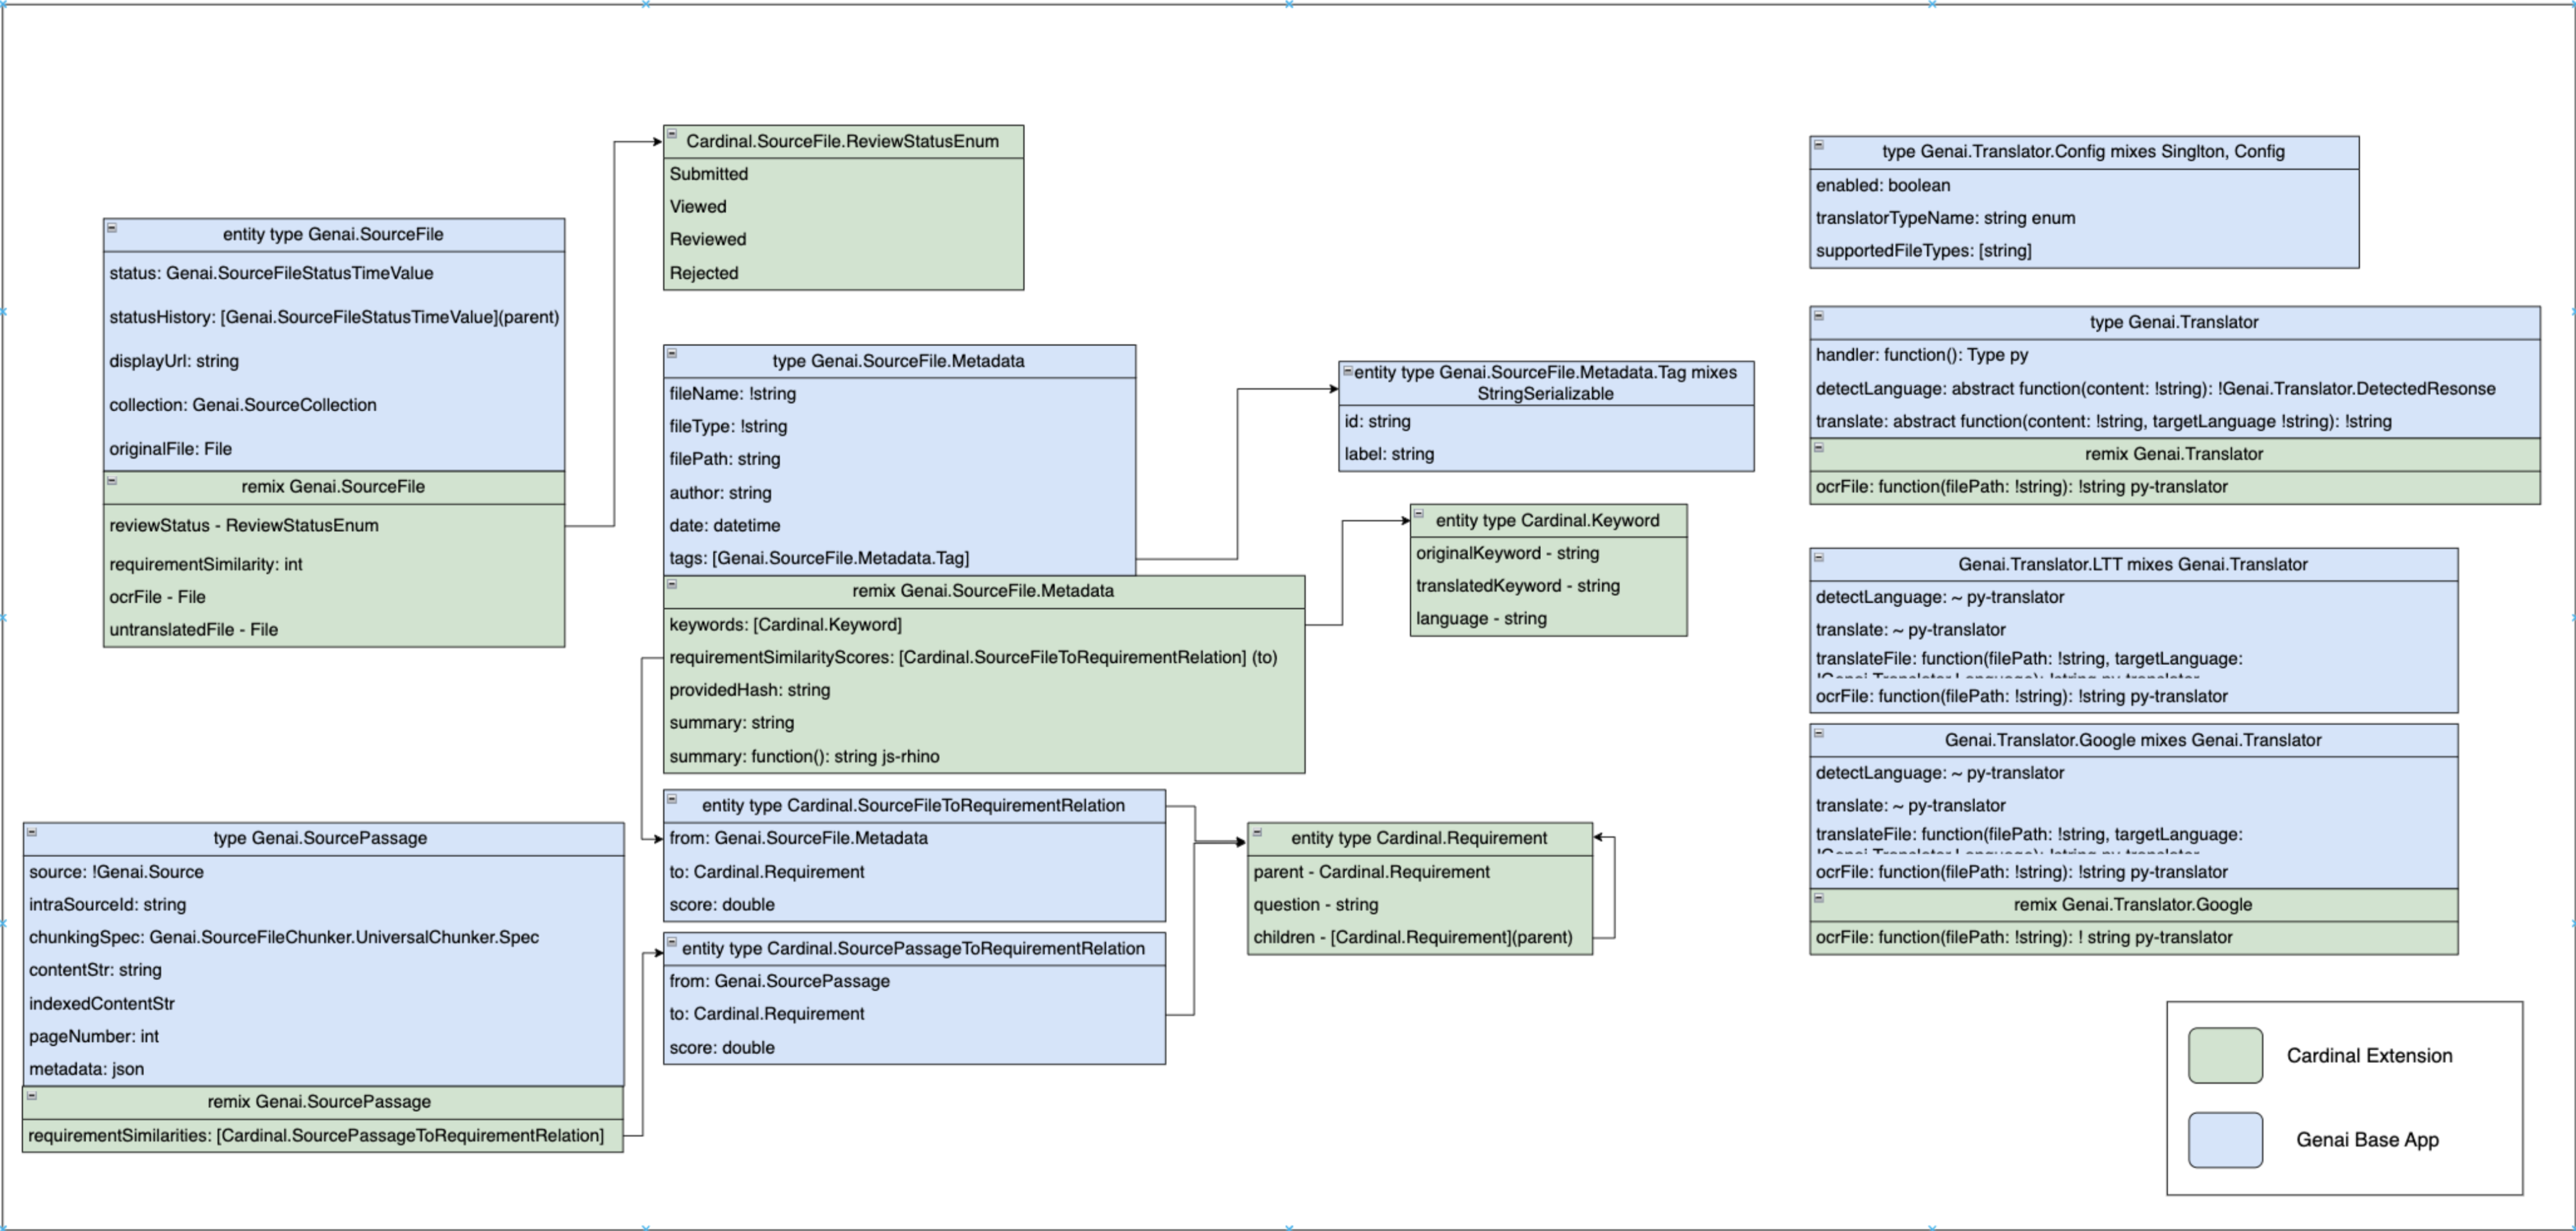 Cardinal.SourceFile.ReviewStatusEnum
Submitted
Viewed
Reviewed
Rejected
entity type Genai.SourceFile
status: Genai.SourceFileStatusTimeValue
statusHistory: [Genai.SourceFileStatusTimeValue](parent)
displayUrl: string
collection: Genai.SourceCollection
originalFile: File
remix Genai.SourceFile
reviewStatus - ReviewStatusEnum
requirementSimilarity: int
ocrFile - File
untranslatedFile - File
type Genai.SourceFile.Metadata
fileName: !string
fileType: !string
filePath: string
author: string
date: datetime
tags: [Genai.SourceFile.Metadata.Tag]
remix Genai.SourceFile.Metadata
keywords: [Cardinal.Keyword]
requirementSimilarityScores: [Cardinal.SourceFileToRequirementRelation] (to)
providedHash: string
summary: string
summary: function(): string js-rhino
entity type Genai.SourceFile.Metadata.Tag mixes
StringSerializable
id: string
label: string
entity type Cardinal.Keyword
originalKeyword - string
translatedKeyword - string
language - string
type Genai.SourcePassage
source: !Genai.Source
intraSourceId: string
chunkingSpec: Genai.SourceFileChunker.UniversalChunker.Spec
contentStr: string
indexedContentStr
pageNumber: int
metadata: json
remix Genai.SourcePassage
requirementSimilarities: [Cardinal.SourcePassageToRequirementRelation]
entity type Cardinal.SourceFileToRequirementRelation
from: Genai.SourceFile.Metadata
to: Cardinal.Requirement
score: double
entity type Cardinal.SourcePassageToRequirementRelation
from: Genai.SourcePassage
to: Cardinal.Requirement
score: double
entity type Cardinal.Requirement
parent - Cardinal.Requirement
question - string
children - [Cardinal.Requirement](parent)
type Genai.Translator.Config mixes Singlton, Config
enabled: boolean
translatorTypeName: string enum
supportedFileTypes: [string]
type Genai.Translator
handler: function(): Type py
detectLanguage: abstract function(content: !string): !Genai.Translator.DetectedResonse
translate: abstract function(content: !string, targetLanguage !string): !string
remix Genai.Translator
ocrFile: function(filePath: !string): !string py-translator
Genai.Translator.LTT mixes Genai.Translator
detectLanguage: ~ py-translator
translate: ~ py-translator
translateFile: function(filePath: !string, targetLanguage:
ocrFile: function(filePath: !string): !string py-translator
Genai.Translator.Google mixes Genai.Translator
detectLanguage: ~ py-translator
translate: ~ py-translator
translateFile: function(filePath: !string, targetLanguage:
ocrFile: function(filePath: !string): !string py-translator
remix Genai.Translator.Google
ocrFile: function(filePath: !string): ! string py-translator
Cardinal Extension
Genai Base App